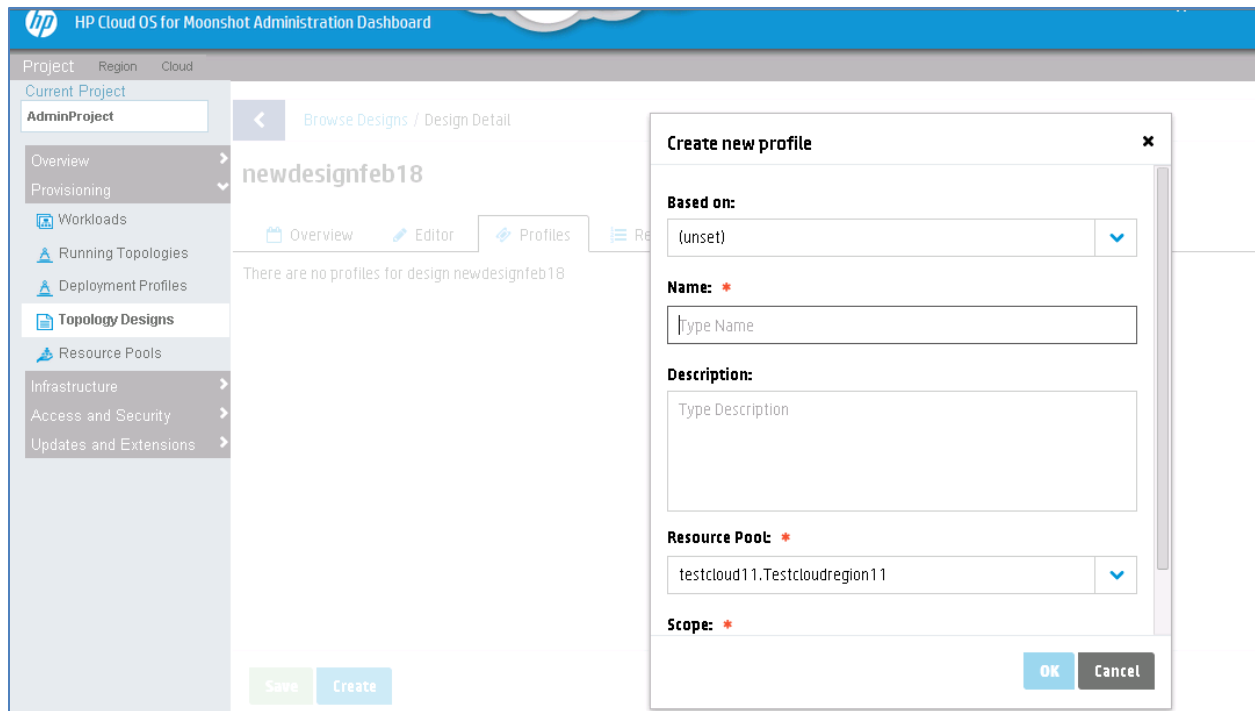 hp HP Cloud OS for Moonshot Administration Dashboard
Project Region Cloud
Current Project
AdminProject
Overview
Provisioning
Workloads
Running Topologies
Deployment Profiles
Topology Designs
Resource Pools
Infrastructure
Access and Security
Updates and Extensions
Browse Designs / Design Detail
newdesignfeb18
Overview Editor Profiles Re
There are no profiles for design newdesignfeb18
Save Create
Create new profile
Based on:
(unset)
Name: *
Type Name
Description:
Type Description
Resource Pool: *
testcloud11.Testcloudregion11
Scope: *
OK Cancel